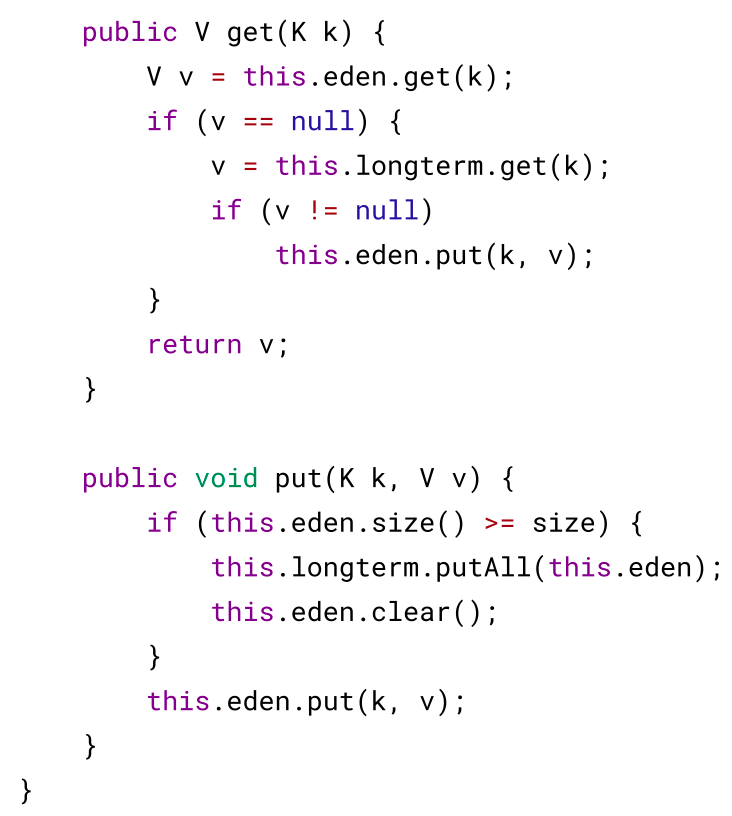 public V get(K k) {
        V v = this.eden.get(k);
        if (v == null) {
            v = this.longterm.get(k);
            if (v != null)
                this.eden.put(k, v);
        }
        return v;
    }

    public void put(K k, V v) {
        if (this.eden.size() >= size) {
            this.longterm.putAll(this.eden);
            this.eden.clear();
        }
        this.eden.put(k, v);
    }
}